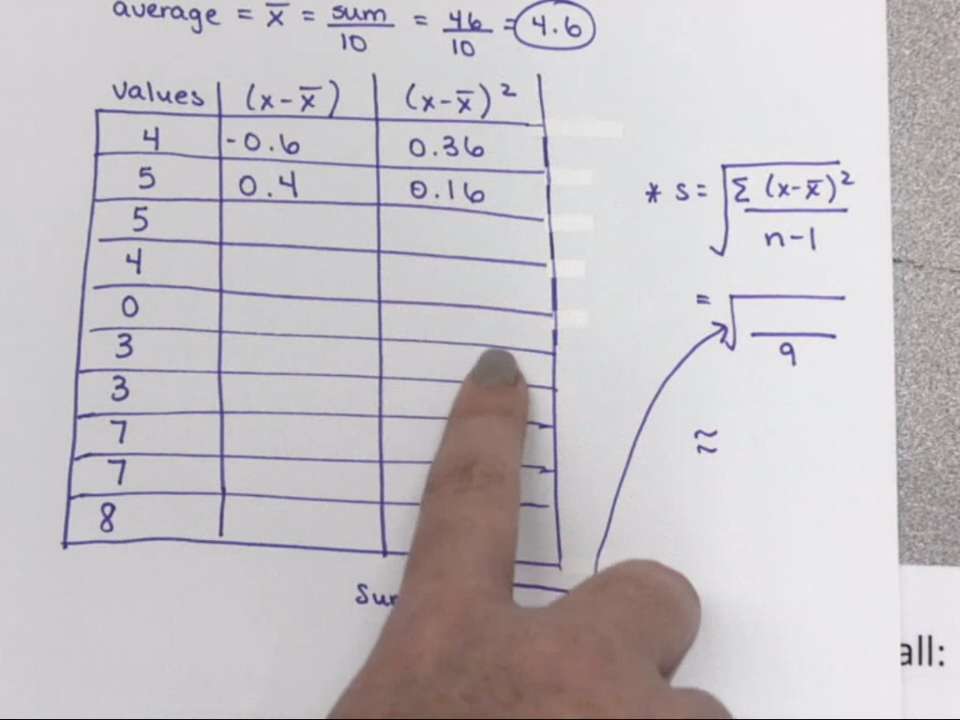 average = x̄ = sum/10 = 46/10 = 4.6
values (x-x̄) (x-x̄)²
4 -0.6 0.36
5 0.4 0.16
5
4
0
3
3
7
7
8
* s = √(Σ(x-x̄)²/n-1)
= √( /9)
≈
all: